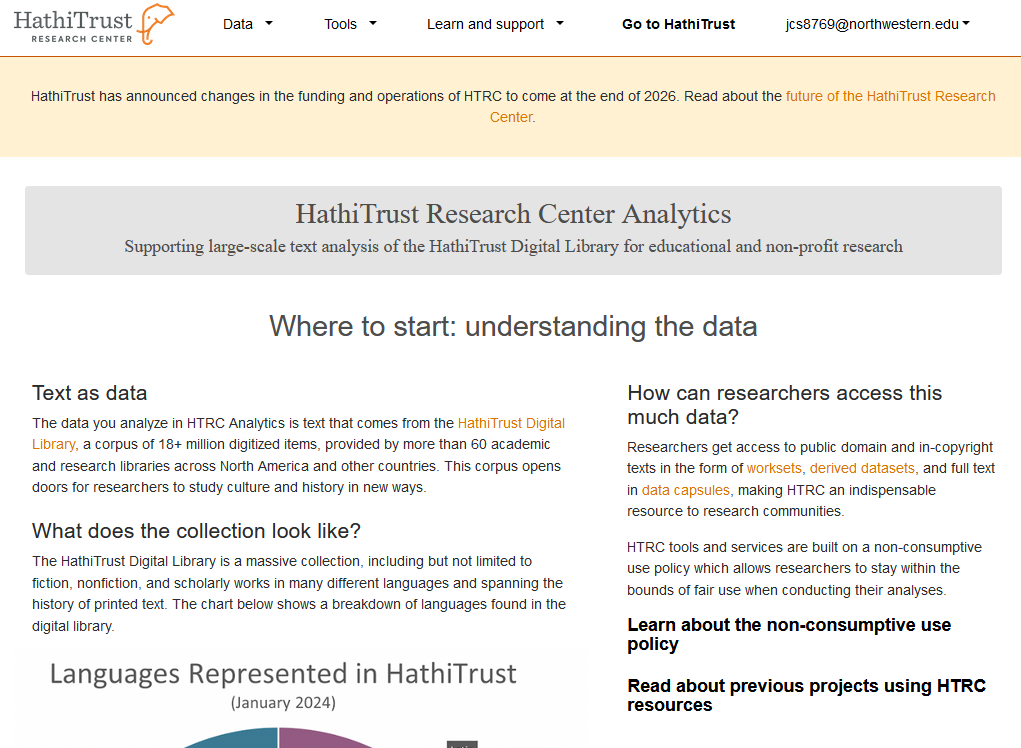 HathiTrust
RESEARCH CENTER
Data
Tools
Learn and support
Go to HathiTrust
jcs8769@northwestern.edu
HathiTrust has announced changes in the funding and operations of HTRC to come at the end of 2026. Read about the future of the HathiTrust Research
Center.
HathiTrust Research Center Analytics
Supporting large-scale text analysis of the HathiTrust Digital Library for educational and non-profit research
Where to start: understanding the data
Text as data
The data you analyze in HTRC Analytics is text that comes from the HathiTrust Digital
Library, a corpus of 18+ million digitized items, provided by more than 60 academic
and research libraries across North America and other countries. This corpus opens
doors for researchers to study culture and history in new ways.
What does the collection look like?
The HathiTrust Digital Library is a massive collection, including but not limited to
fiction, nonfiction, and scholarly works in many different languages and spanning the
history of printed text. The chart below shows a breakdown of languages found in the
digital library.
Languages Represented in HathiTrust
(January 2024)
How can researchers access this
much data?
Researchers get access to public domain and in-copyright
texts in the form of worksets, derived datasets, and full text
in data capsules, making HTRC an indispensable
resource to research communities.
HTRC tools and services are built on a non-consumptive
use policy which allows researchers to stay within the
bounds of fair use when conducting their analyses.
Learn about the non-consumptive use
policy
Read about previous projects using HTRC
resources